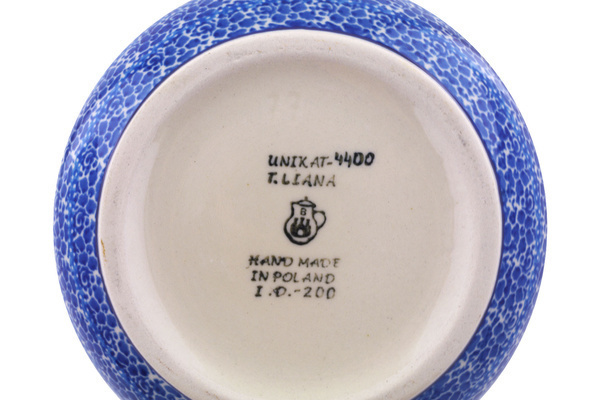 UNIKAT-4400
T.LIANA
B
HAND MADE
IN POLAND
I.D.-200